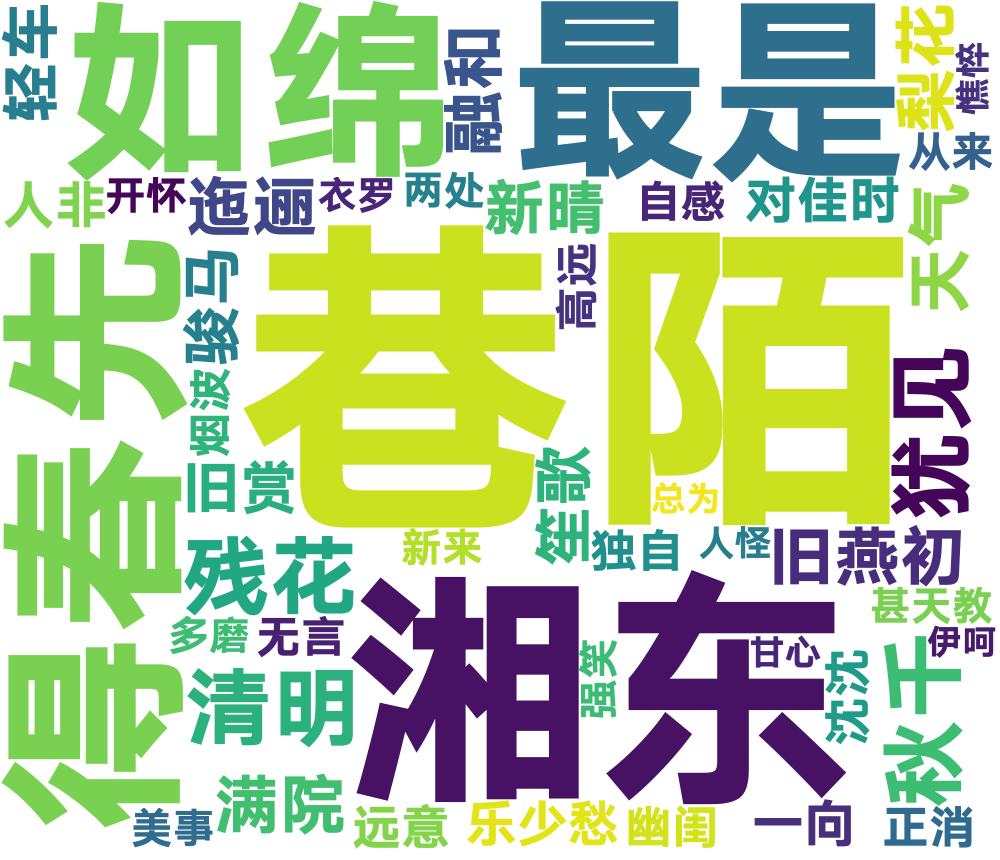 轻车
如绵
融和
最是
梨花
憔悴
从来
人非
开怀
迤逦
衣罗
两处
新晴
自感
对佳时
天气
得春先
骏马
巷陌
高远
犹见
烟波
旧赏
笙歌
总为
残花
新来
独自
人怪
旧燕初
多磨
无言
湘东
甚天教
伊呵
甘心
强笑
清明
沈沈
秋千
满院
美事
远意
乐少愁
幽闺
一向
正消